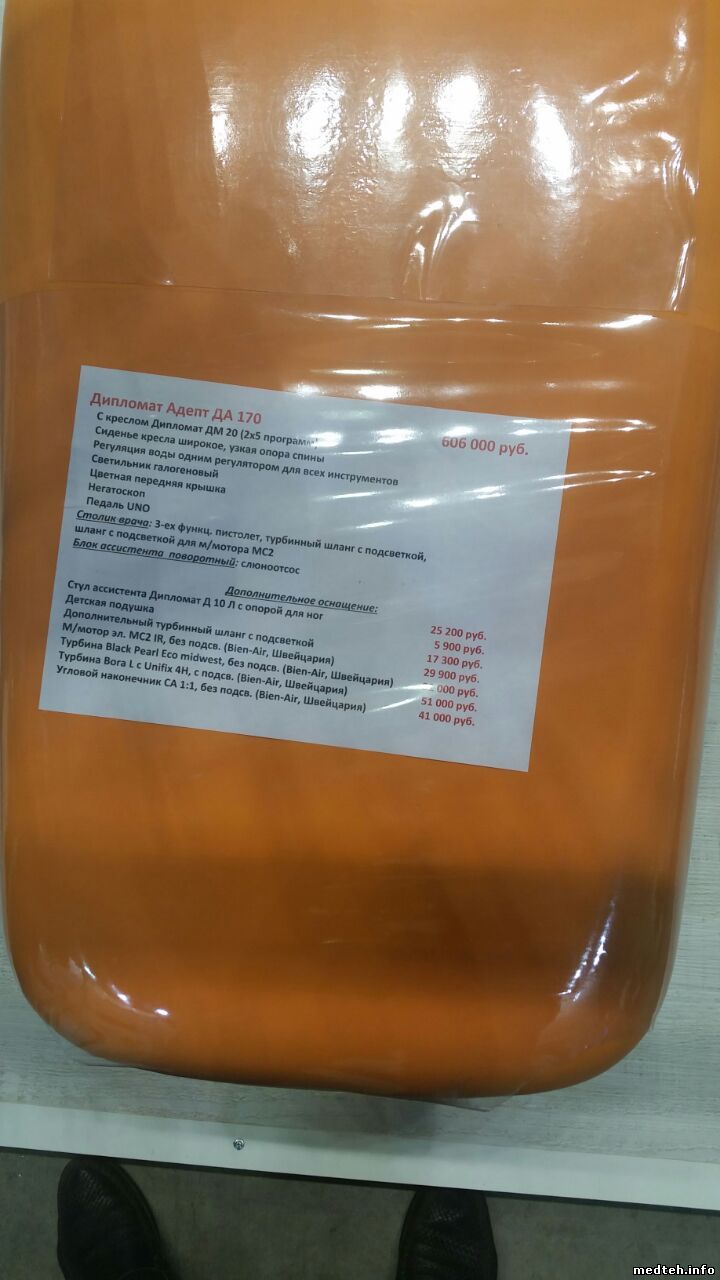 Дипломат Адепт ДА 170 606 000 руб.
С креслом Дипломат ДМ 20 (2х5 программ)
Сиденье кресла широкое, узкая опора спины
Регуляция воды одним регулятором для всех инструментов
Светильник галогеновый
Цветная передняя крышка
Негатоскоп
Педаль UNO
Столик врача: 3-ех функц. пистолет, турбинный шланг с подсветкой,
шланг с подсветкой для м/мотора МС2
Блок ассистента поворотный: слюноотсос
Дополнительное оснащение:
Стул ассистента Дипломат Д 10 Л с опорой для ног 25 200 руб.
Детская подушка 5 900 руб.
Дополнительный турбинный шланг с подсветкой 17 300 руб.
М/мотор эл. MC2 IR, без подсв. (Bien-Air, Швейцария) 29 900 руб.
Турбина Black Pearl Eco midwest, без подсв. (Bien-Air, Швейцария) 000 руб.
Турбина Bora L с Unifix 4H, с подсв. (Bien-Air, Швейцария) 51 000 руб.
Угловой наконечник СА 1:1, без подсв. (Bien-Air, Швейцария) 41 000 руб.
medteh.info